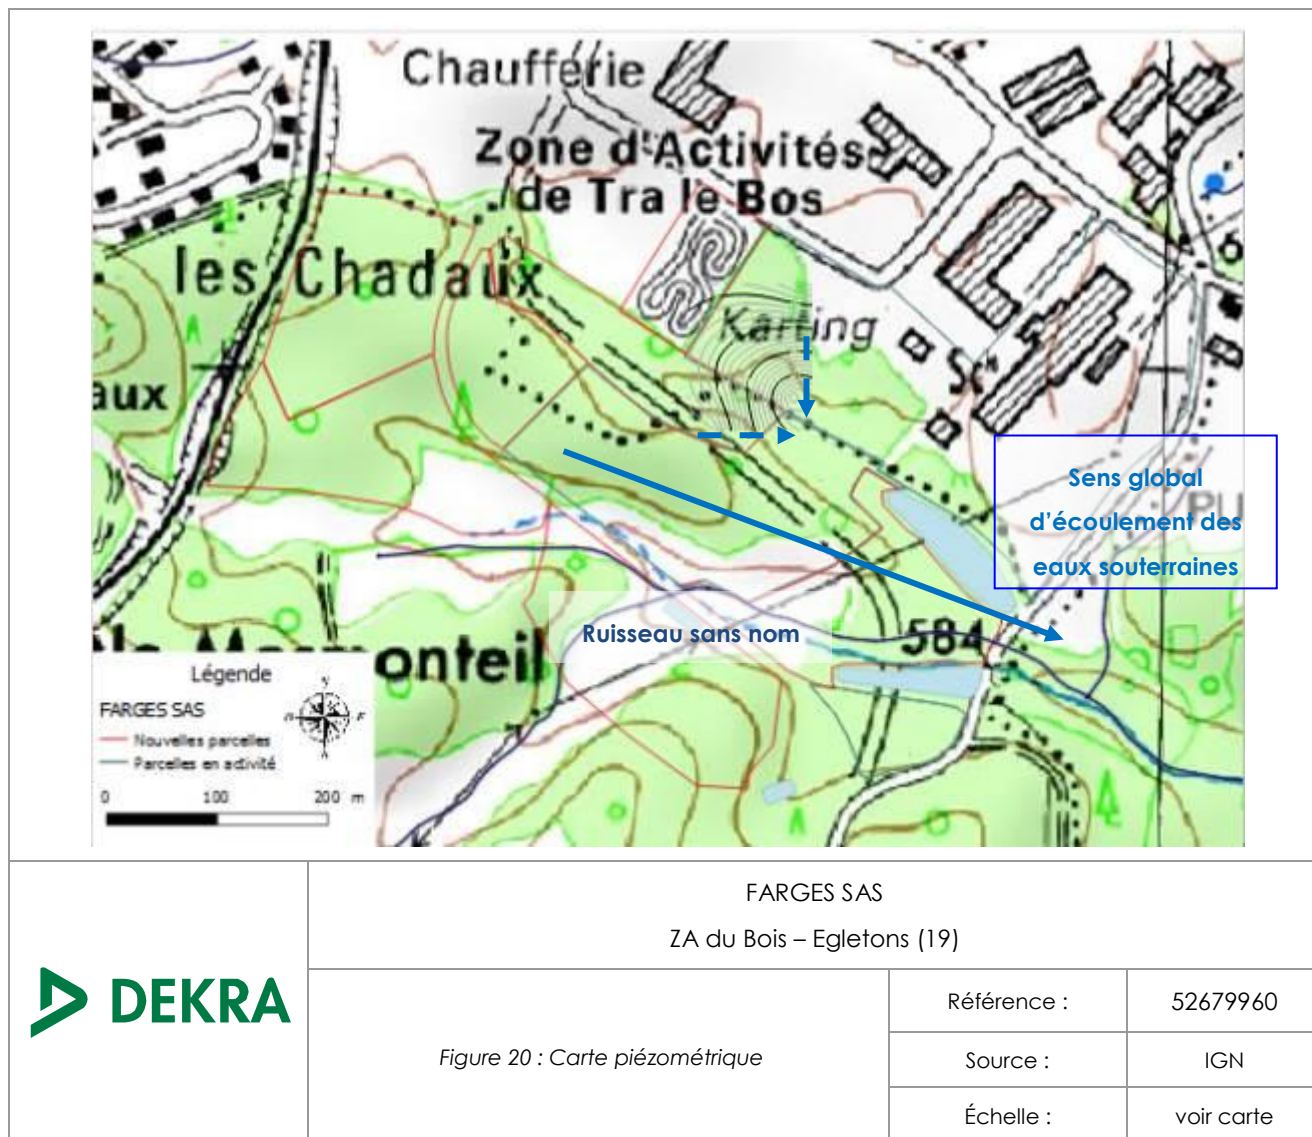 Chaufferie
Zone d'Activités
de Tra le Bos
les Chadaux
Karting
aux
6
Sens global
d'écoulement des
eaux souterraines
PU
Ruisseau sans nom
584
onteil
Légende
FARGES SAS
Nouvelles parcelles
Parcelles en activité
0 100 200 m
FARGES SAS
ZA du Bois – Egletons (19)
DEKRA
Figure 20 : Carte piézométrique
Référence : 52679960
Source : IGN
Échelle : voir carte